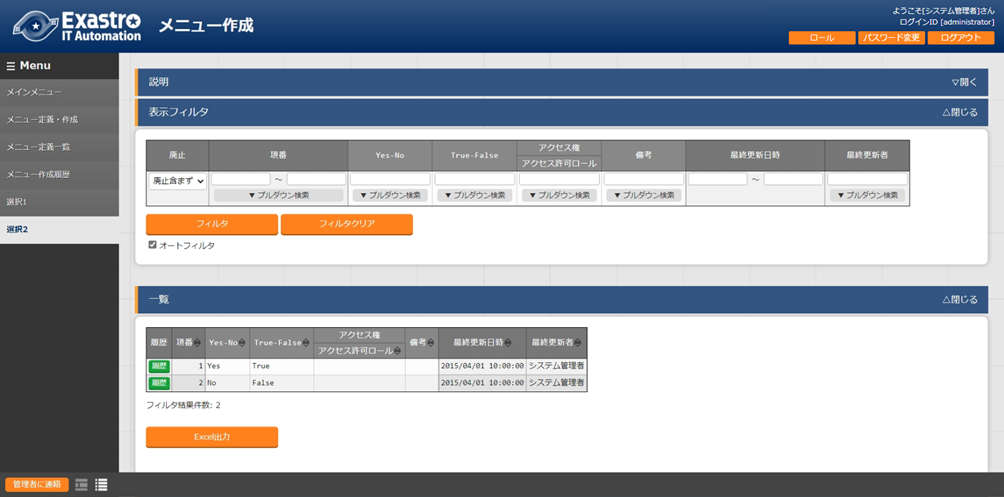 Exastro
IT Automation
メニュー作成
ようこそ[システム管理者]さん
ログインID [administrator]
ロール パスワード変更 ログアウト
Menu
メインメニュー
メニュー定義・作成
メニュー定義一覧
メニュー作成履歴
選択1
選択2
説明 ▽開く
表示フィルタ △閉じる
廃止 項番 Yes-No True-False アクセス権 備考 最終更新日時 最終更新者
アクセス許可ロール
廃止含まず ～ ～
▼ プルダウン検索 ▼ プルダウン検索 ▼ プルダウン検索 ▼ プルダウン検索 ▼ プルダウン検索 ▼ プルダウン検索
フィルタ フィルタクリア
オートフィルタ
一覧 △閉じる
履歴 項番 Yes-No True-False アクセス権 備考 最終更新日時 最終更新者
アクセス許可ロール
履歴 1 Yes True 2015/04/01 10:00:00 システム管理者
履歴 2 No False 2015/04/01 10:00:00 システム管理者
フィルタ結果件数: 2
Excel出力
管理者に連絡